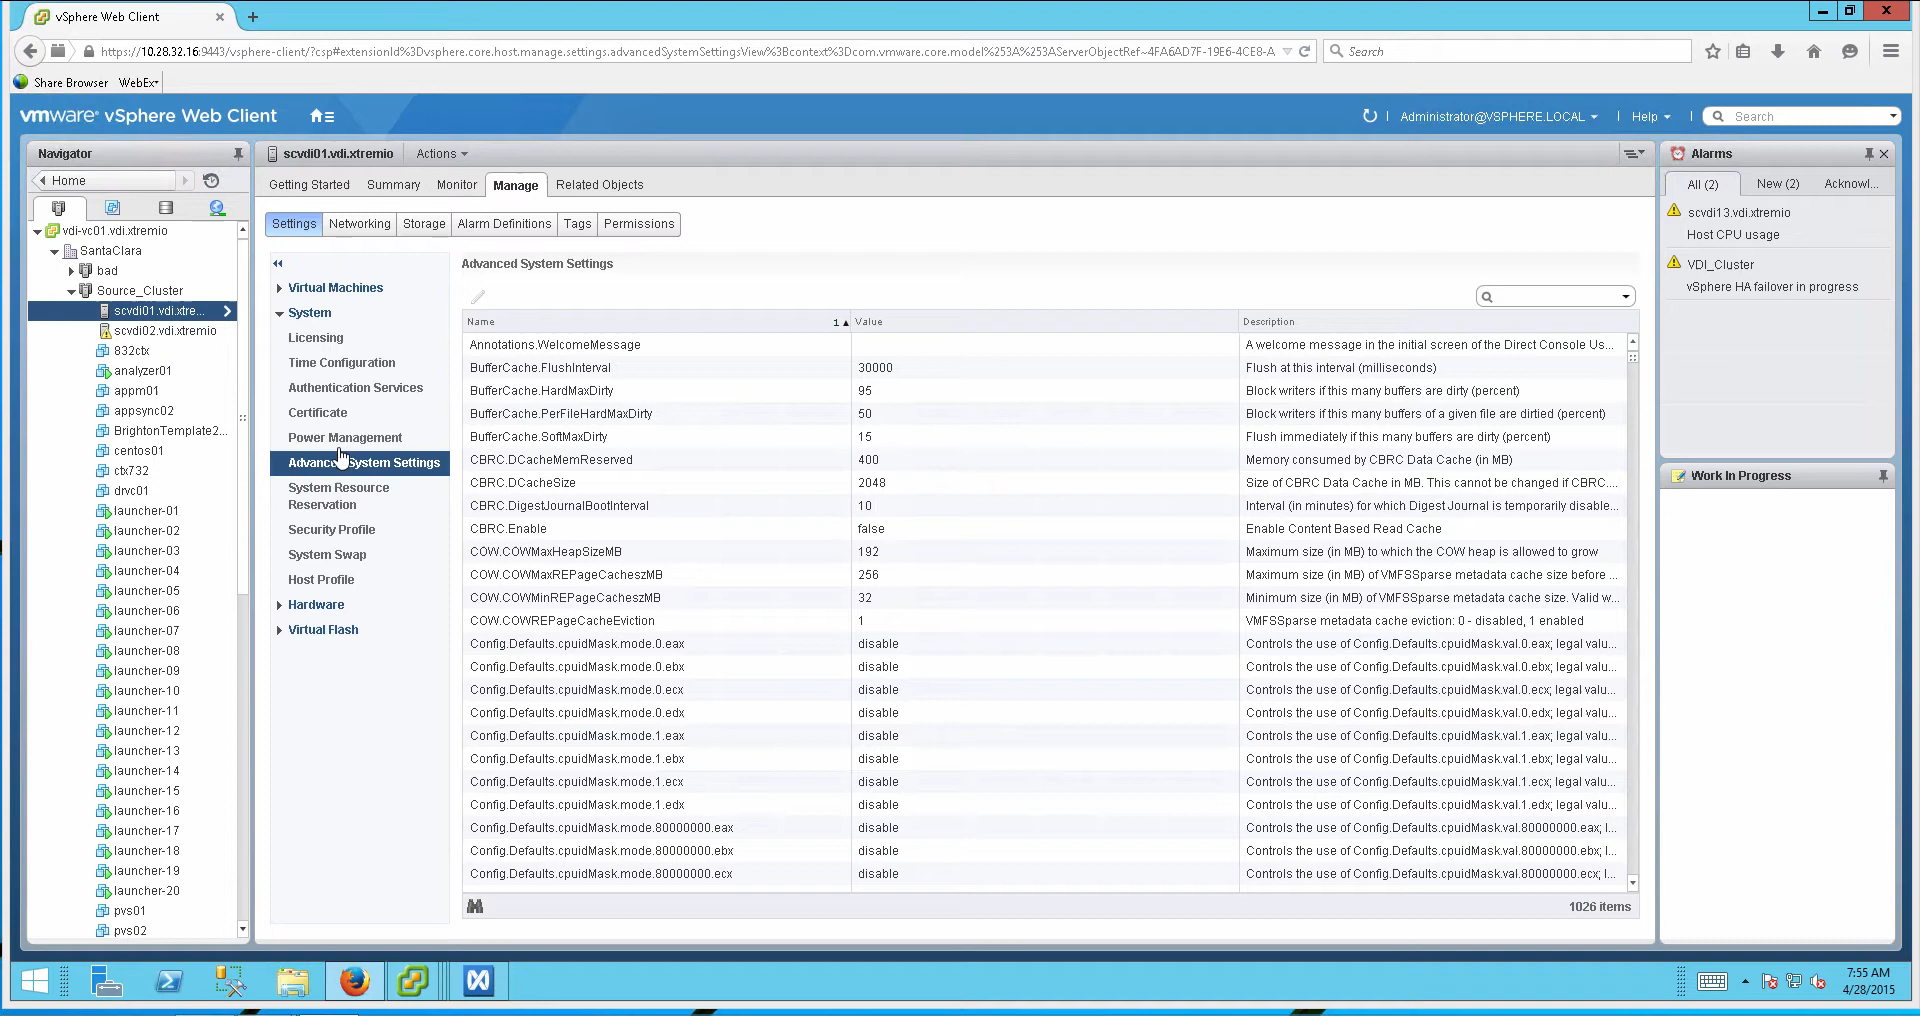 vSphere Web Client
https://10.28.32.16:9443/vsphere-client/?csp#extensionId%3Dvsphere.core.host.manage.settings.advancedSystemSettingsView%3Bcontext%3Dcom.vmware.core.model%253A%253AServerObjectRef~4FA6AD7F-19E6-4CE8-A
Search
Share Browser WebEx
vmware® vSphere Web Client
Administrator@VSPHERE.LOCAL
Help
Search
Navigator
Home
vdi-vc01.vdi.xtremio
SantaClara
bad
Source_Cluster
scvdi01.vdi.xtre...
scvdi02.vdi.xtremio
832ctx
analyzer01
appm01
appsync02
BrightonTemplate2...
centos01
ctx732
drvc01
launcher-01
launcher-02
launcher-03
launcher-04
launcher-05
launcher-06
launcher-07
launcher-08
launcher-09
launcher-10
launcher-11
launcher-12
launcher-13
launcher-14
launcher-15
launcher-16
launcher-17
launcher-18
launcher-19
launcher-20
pvs01
pvs02
scvdi01.vdi.xtremio Actions
Getting Started Summary Monitor Manage Related Objects
Settings Networking Storage Alarm Definitions Tags Permissions
Virtual Machines
System
Licensing
Time Configuration
Authentication Services
Certificate
Power Management
Advanced System Settings
System Resource
Reservation
Security Profile
System Swap
Host Profile
Hardware
Virtual Flash
Advanced System Settings
Name 1 Value Description
Annotations.WelcomeMessage A welcome message in the initial screen of the Direct Console Us...
BufferCache.FlushInterval 30000 Flush at this interval (milliseconds)
BufferCache.HardMaxDirty 95 Block writers if this many buffers are dirty (percent)
BufferCache.PerFileHardMaxDirty 50 Block writers if this many buffers of a given file are dirtied (percent)
BufferCache.SoftMaxDirty 15 Flush immediately if this many buffers are dirty (percent)
CBRC.DCacheMemReserved 400 Memory consumed by CBRC Data Cache (in MB)
CBRC.DCacheSize 2048 Size of CBRC Data Cache in MB. This cannot be changed if CBRC....
CBRC.DigestJournalBootInterval 10 Interval (in minutes) for which Digest Journal is temporarily disable...
CBRC.Enable false Enable Content Based Read Cache
COW.COWMaxHeapSizeMB 192 Maximum size (in MB) to which the COW heap is allowed to grow
COW.COWMaxREPageCacheszMB 256 Maximum size (in MB) of VMFSSparse metadata cache size before ...
COW.COWMinREPageCacheszMB 32 Minimum size (in MB) of VMFSSparse metadata cache size. Valid w...
COW.COWREPageCacheEviction 1 VMFSSparse metadata cache eviction: 0 - disabled, 1 enabled
Config.Defaults.cpuidMask.mode.0.eax disable Controls the use of Config.Defaults.cpuidMask.val.0.eax; legal valu...
Config.Defaults.cpuidMask.mode.0.ebx disable Controls the use of Config.Defaults.cpuidMask.val.0.ebx; legal valu...
Config.Defaults.cpuidMask.mode.0.ecx disable Controls the use of Config.Defaults.cpuidMask.val.0.ecx; legal valu...
Config.Defaults.cpuidMask.mode.0.edx disable Controls the use of Config.Defaults.cpuidMask.val.0.edx; legal valu...
Config.Defaults.cpuidMask.mode.1.eax disable Controls the use of Config.Defaults.cpuidMask.val.1.eax; legal valu...
Config.Defaults.cpuidMask.mode.1.ebx disable Controls the use of Config.Defaults.cpuidMask.val.1.ebx; legal valu...
Config.Defaults.cpuidMask.mode.1.ecx disable Controls the use of Config.Defaults.cpuidMask.val.1.ecx; legal valu...
Config.Defaults.cpuidMask.mode.1.edx disable Controls the use of Config.Defaults.cpuidMask.val.1.edx; legal valu...
Config.Defaults.cpuidMask.mode.80000000.eax disable Controls the use of Config.Defaults.cpuidMask.val.80000000.eax; l...
Config.Defaults.cpuidMask.mode.80000000.ebx disable Controls the use of Config.Defaults.cpuidMask.val.80000000.ebx; l...
Config.Defaults.cpuidMask.mode.80000000.ecx disable Controls the use of Config.Defaults.cpuidMask.val.80000000.ecx; l...
1026 items
Alarms
All (2) New (2) Acknowl...
scvdi13.vdi.xtremio
Host CPU usage
VDI_Cluster
vSphere HA failover in progress
Work In Progress
7:55 AM
4/28/2015